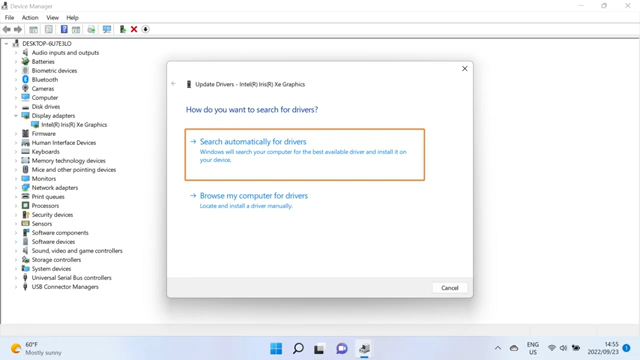 Device Manager
File Action View Help
DESKTOP-6U7E3LO
Audio inputs and outputs
Batteries
Biometric devices
Bluetooth
Cameras
Computer
Disk drives
Display adapters
Intel(R) Iris(R) Xe Graphics
Firmware
Human Interface Devices
Keyboards
Memory technology devices
Mice and other pointing devices
Monitors
Network adapters
Print queues
Processors
Security devices
Sensors
Software components
Software devices
Sound, video and game controllers
Storage controllers
System devices
Universal Serial Bus controllers
USB Connector Managers
Update Drivers - Intel(R) Iris(R) Xe Graphics
How do you want to search for drivers?
Search automatically for drivers
Windows will search your computer for the best available driver and install it on
your device.
Browse my computer for drivers
Locate and install a driver manually.
Cancel
60°F
Mostly sunny
ENG
US
14:55
2022/09/23
1